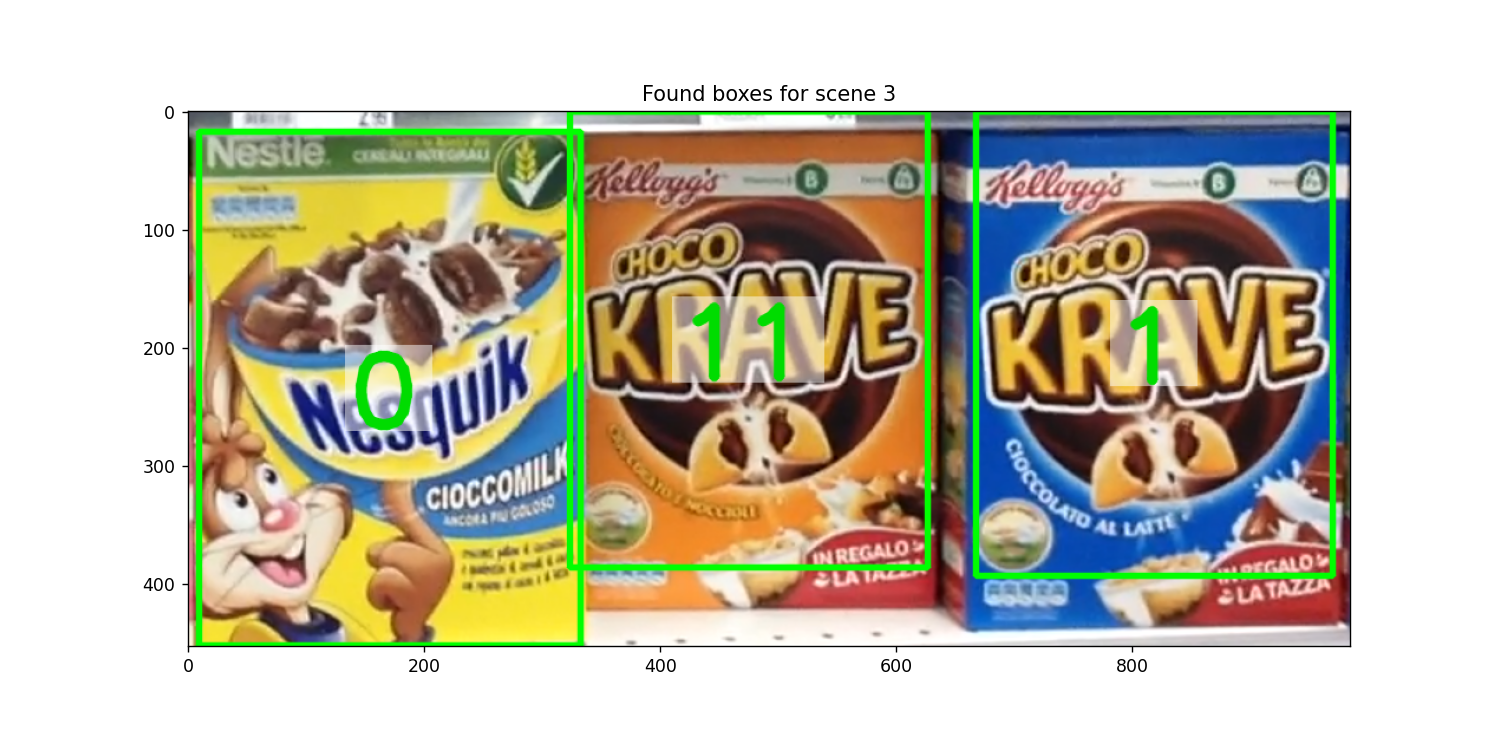 Found boxes for scene 3
0
100
200
300
400
0
200
400
600
800
Nestlé
CEREALI INTEGRALI
Nesquik
CIOCCOMILK
ANCORA PIÙ GOLOSO
0
Kellogg's
B
CHOCO
KRAVE
11
CIOCCOLATO E NOCCIOLE
IN REGALO
LA TAZZA
Kellogg's
B
CHOCO
KRAVE
1
CIOCCOLATO AL LATTE
IN REGALO
LA TAZZA